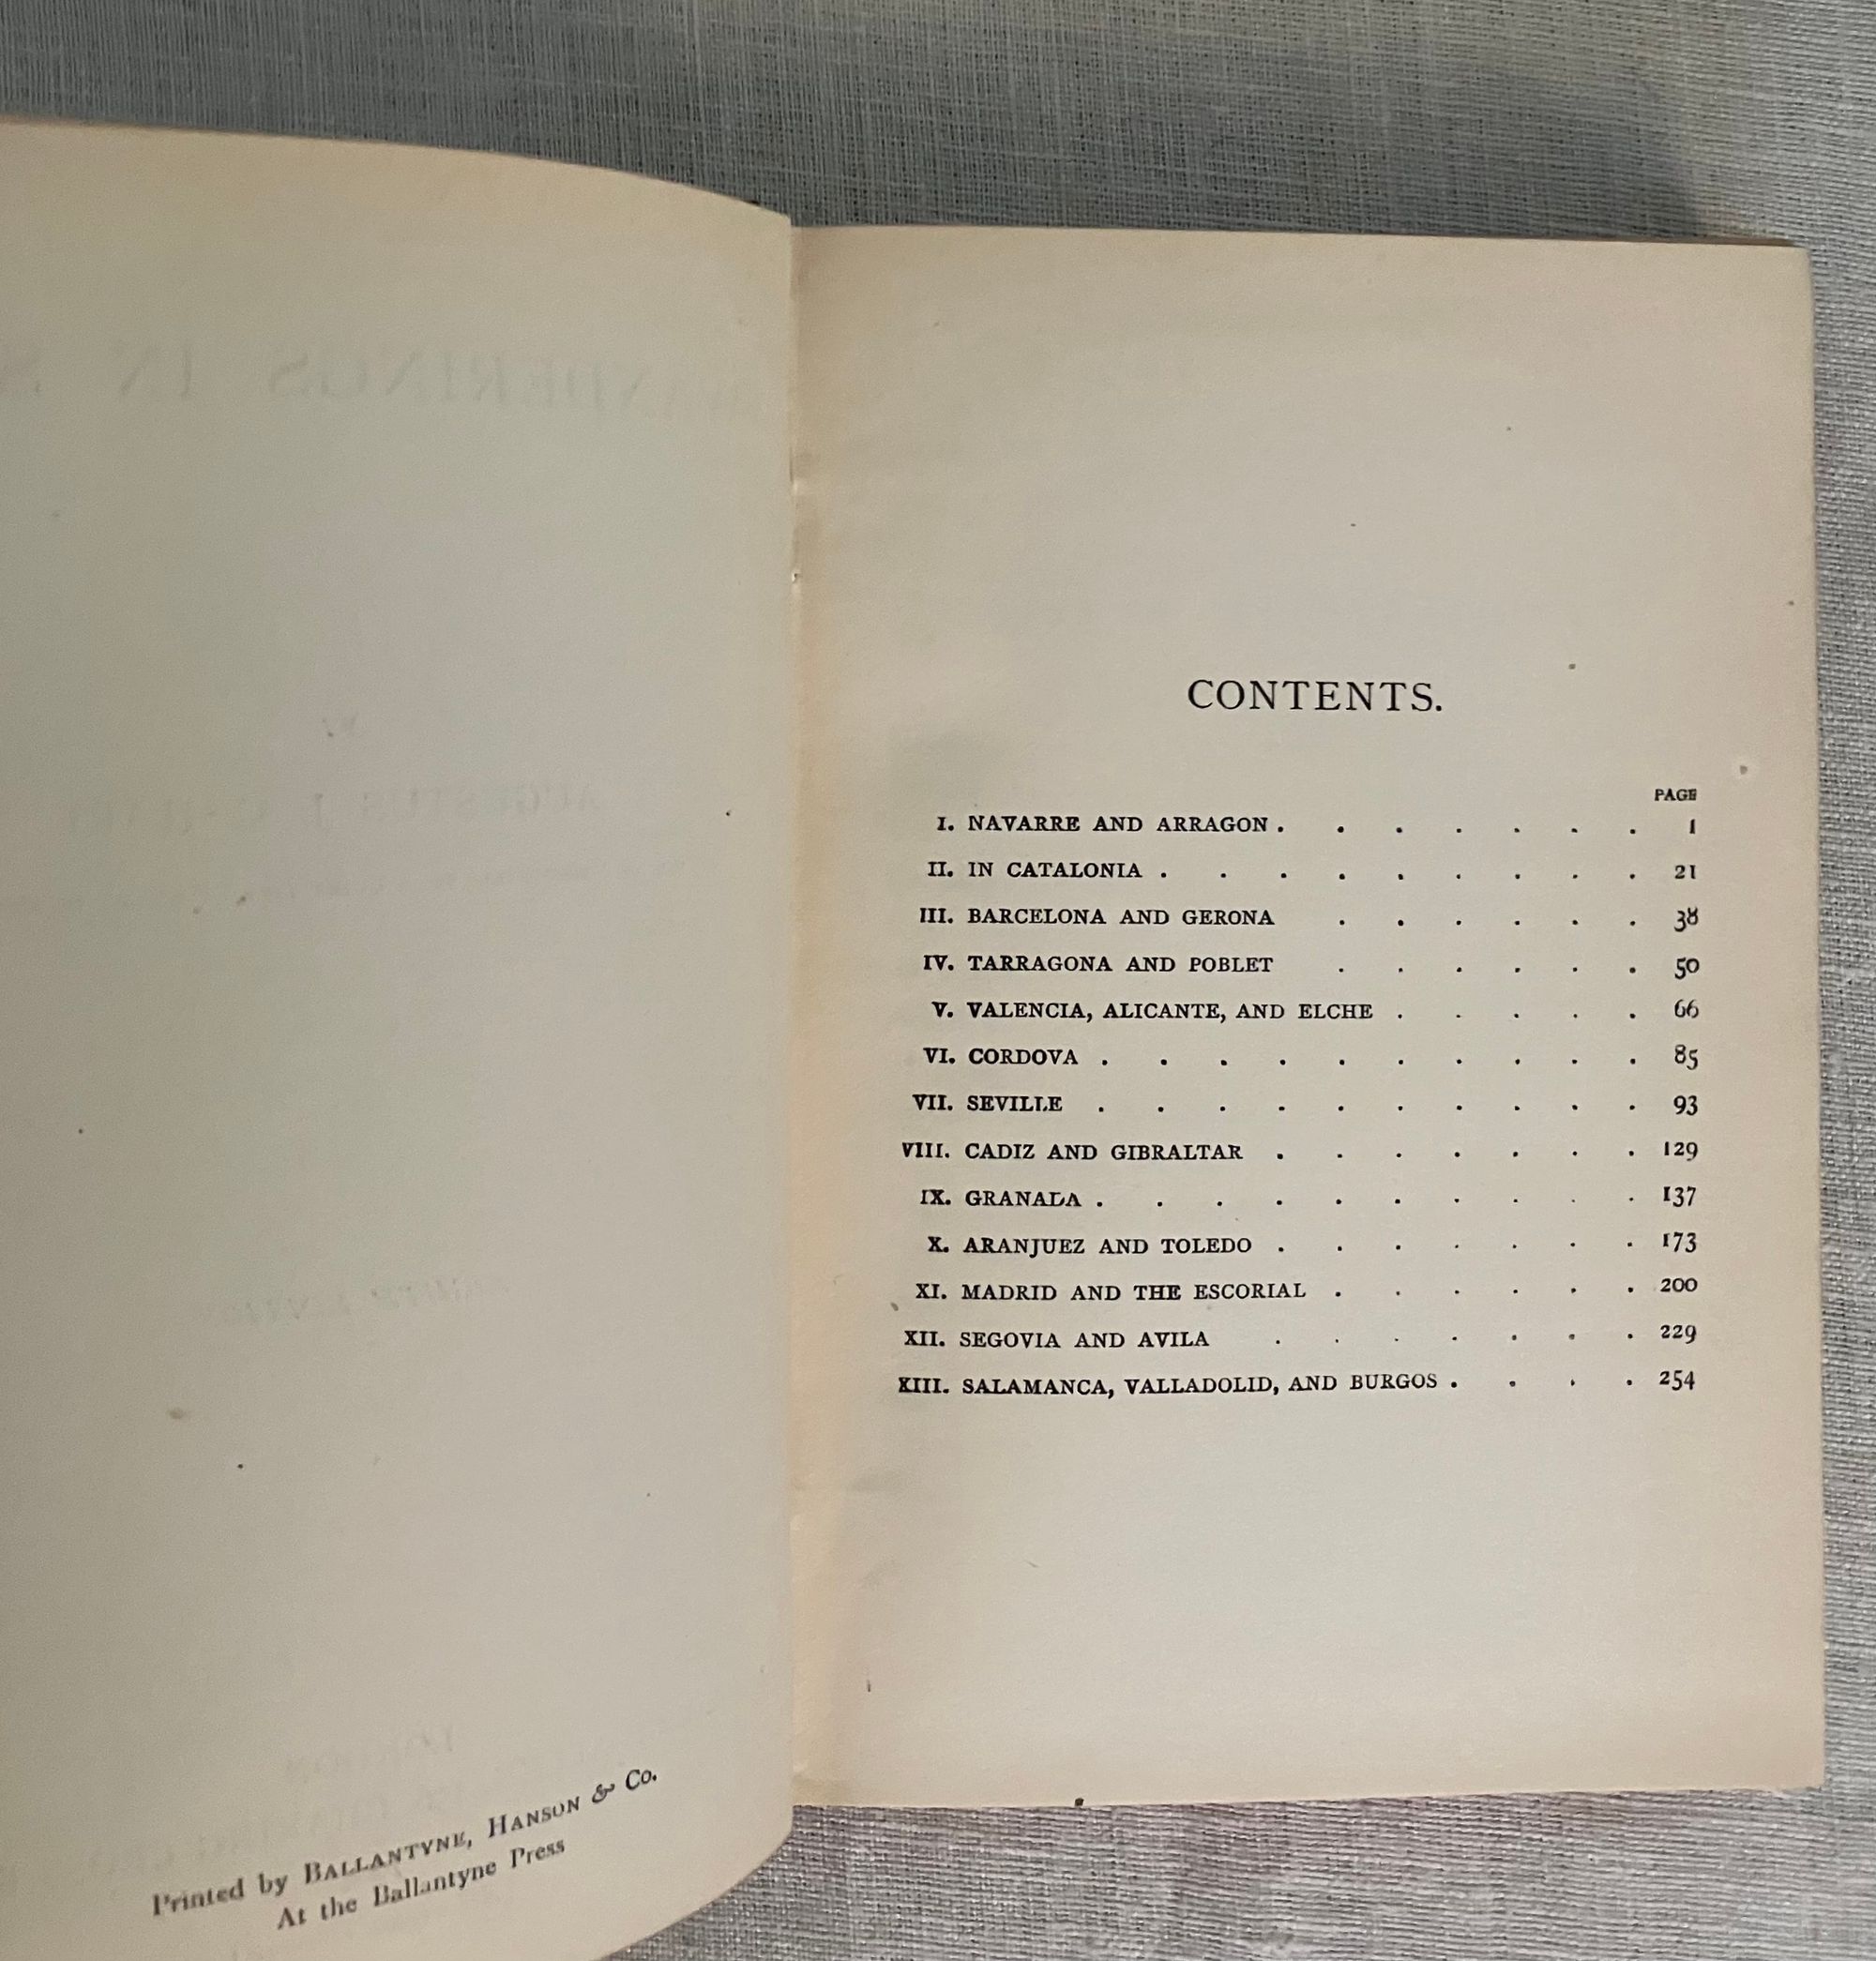 Printed by BALLANTYNE, HANSON & Co.
At the Ballantyne Press
CONTENTS.
PAGE
I. NAVARRE AND ARRAGON . . . . . . . 1
II. IN CATALONIA . . . . . . . . . 21
III. BARCELONA AND GERONA . . . . . . 38
IV. TARRAGONA AND POBLET . . . . . . 50
V. VALENCIA, ALICANTE, AND ELCHE . . . . . 66
VI. CORDOVA . . . . . . . . . . 85
VII. SEVILLE . . . . . . . . . . 93
VIII. CADIZ AND GIBRALTAR . . . . . . . 129
IX. GRANADA . . . . . . . . . . 137
X. ARANJUEZ AND TOLEDO . . . . . . . 173
XI. MADRID AND THE ESCORIAL . . . . . . 200
XII. SEGOVIA AND AVILA . . . . . . . 229
XIII. SALAMANCA, VALLADOLID, AND BURGOS . . . . 254